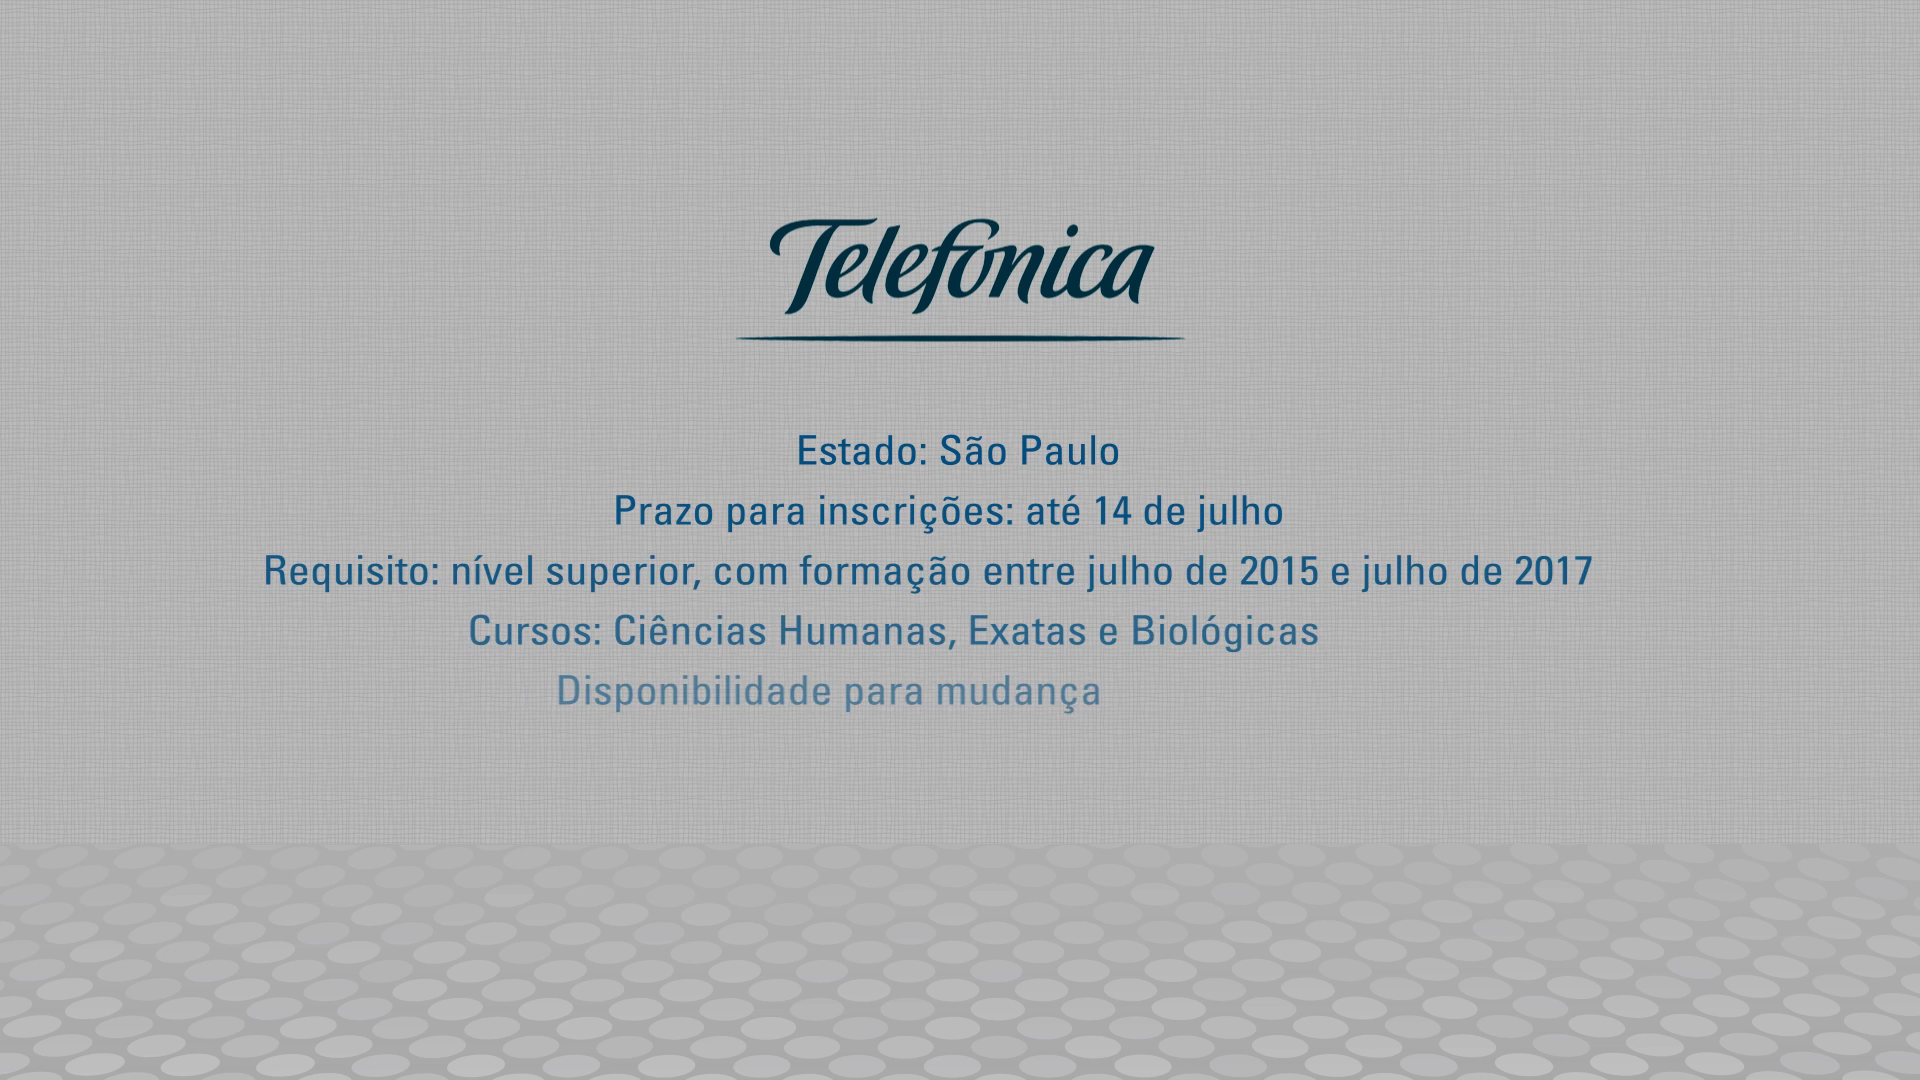 Telefonica
Estado: São Paulo
Prazo para inscrições: até 14 de julho
Requisito: nível superior, com formação entre julho de 2015 e julho de 2017
Cursos: Ciências Humanas, Exatas e Biológicas
Disponibilidade para mudança